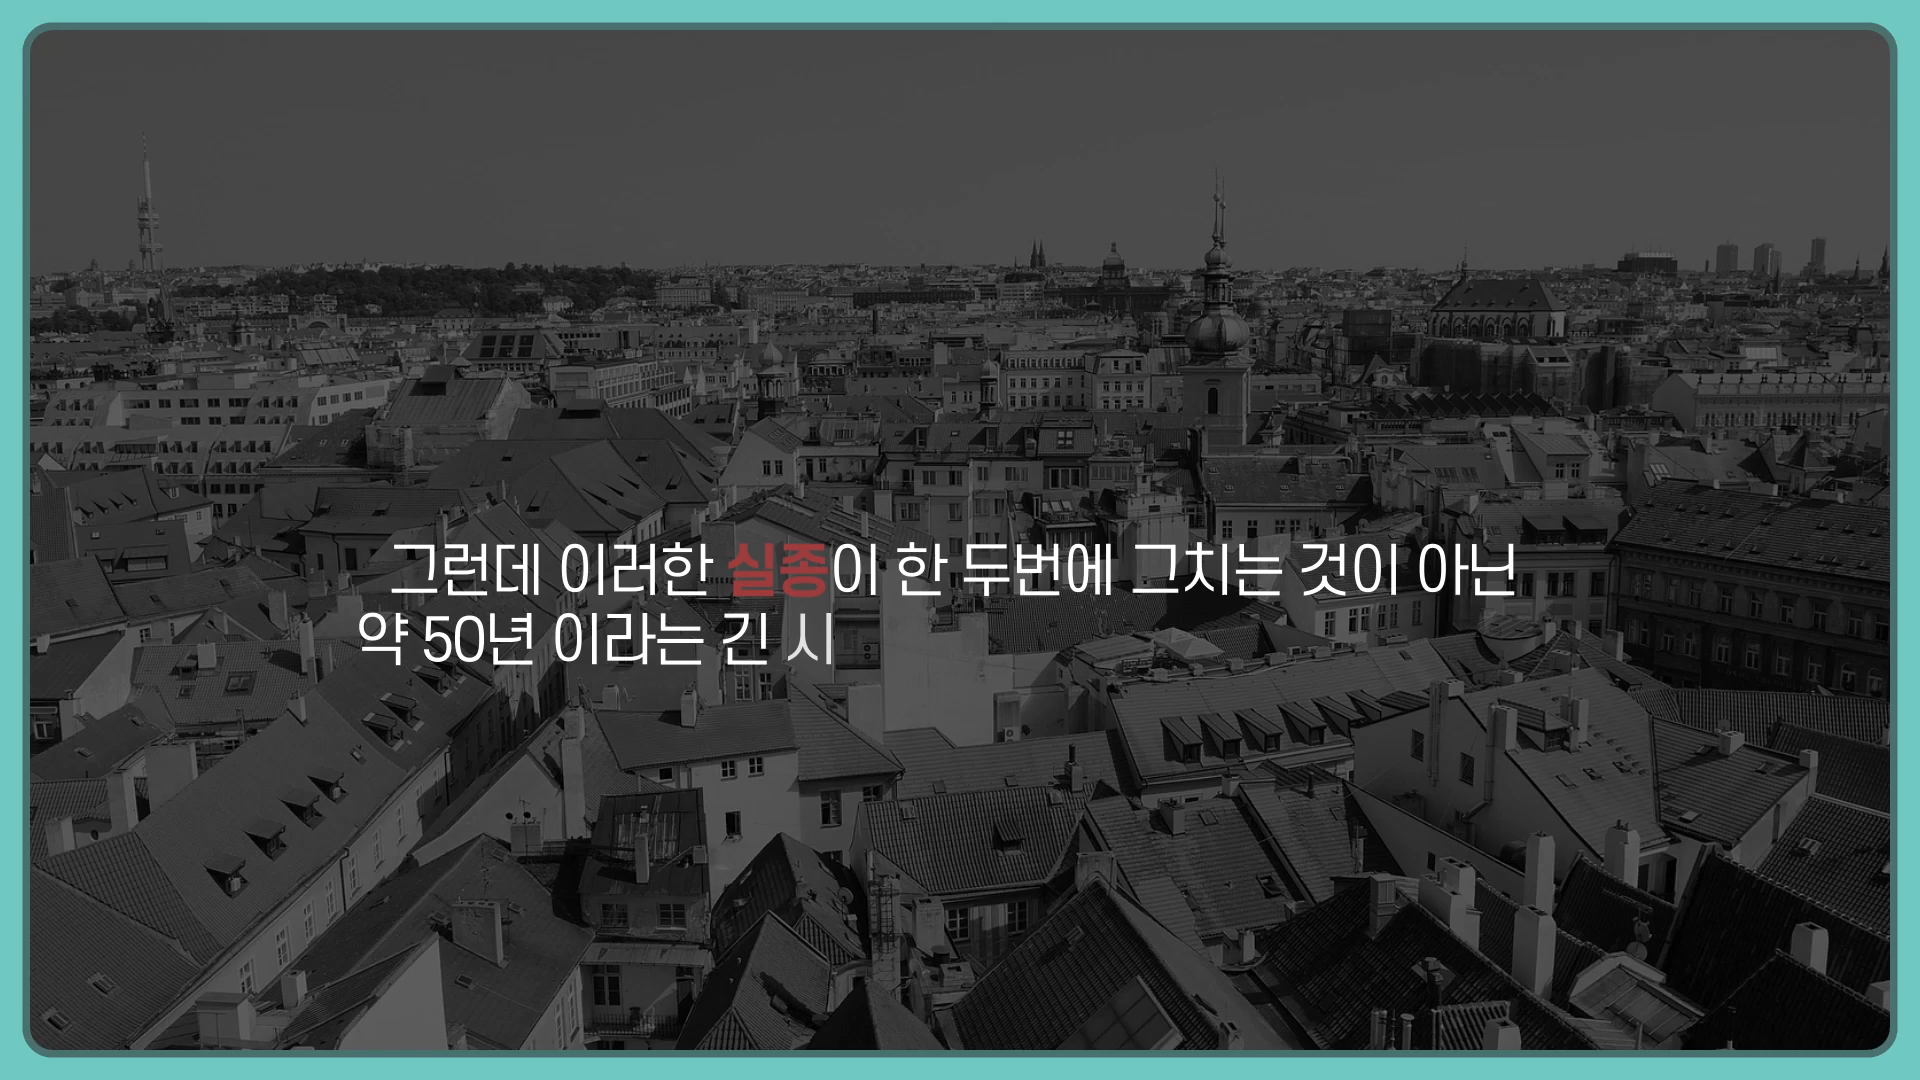 그런데 이러한 실종이 한 두번에 그치는 것이 아닌
약 50년 이라는 긴 시